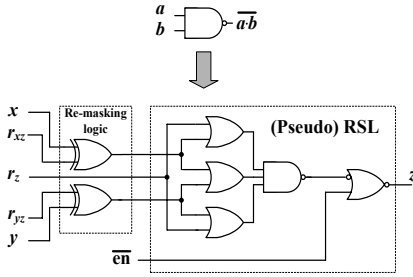 a
b
a·b
x
Re-masking
logic
(Pseudo) RSL
r_xz
r_z
z
r_yz
y
en